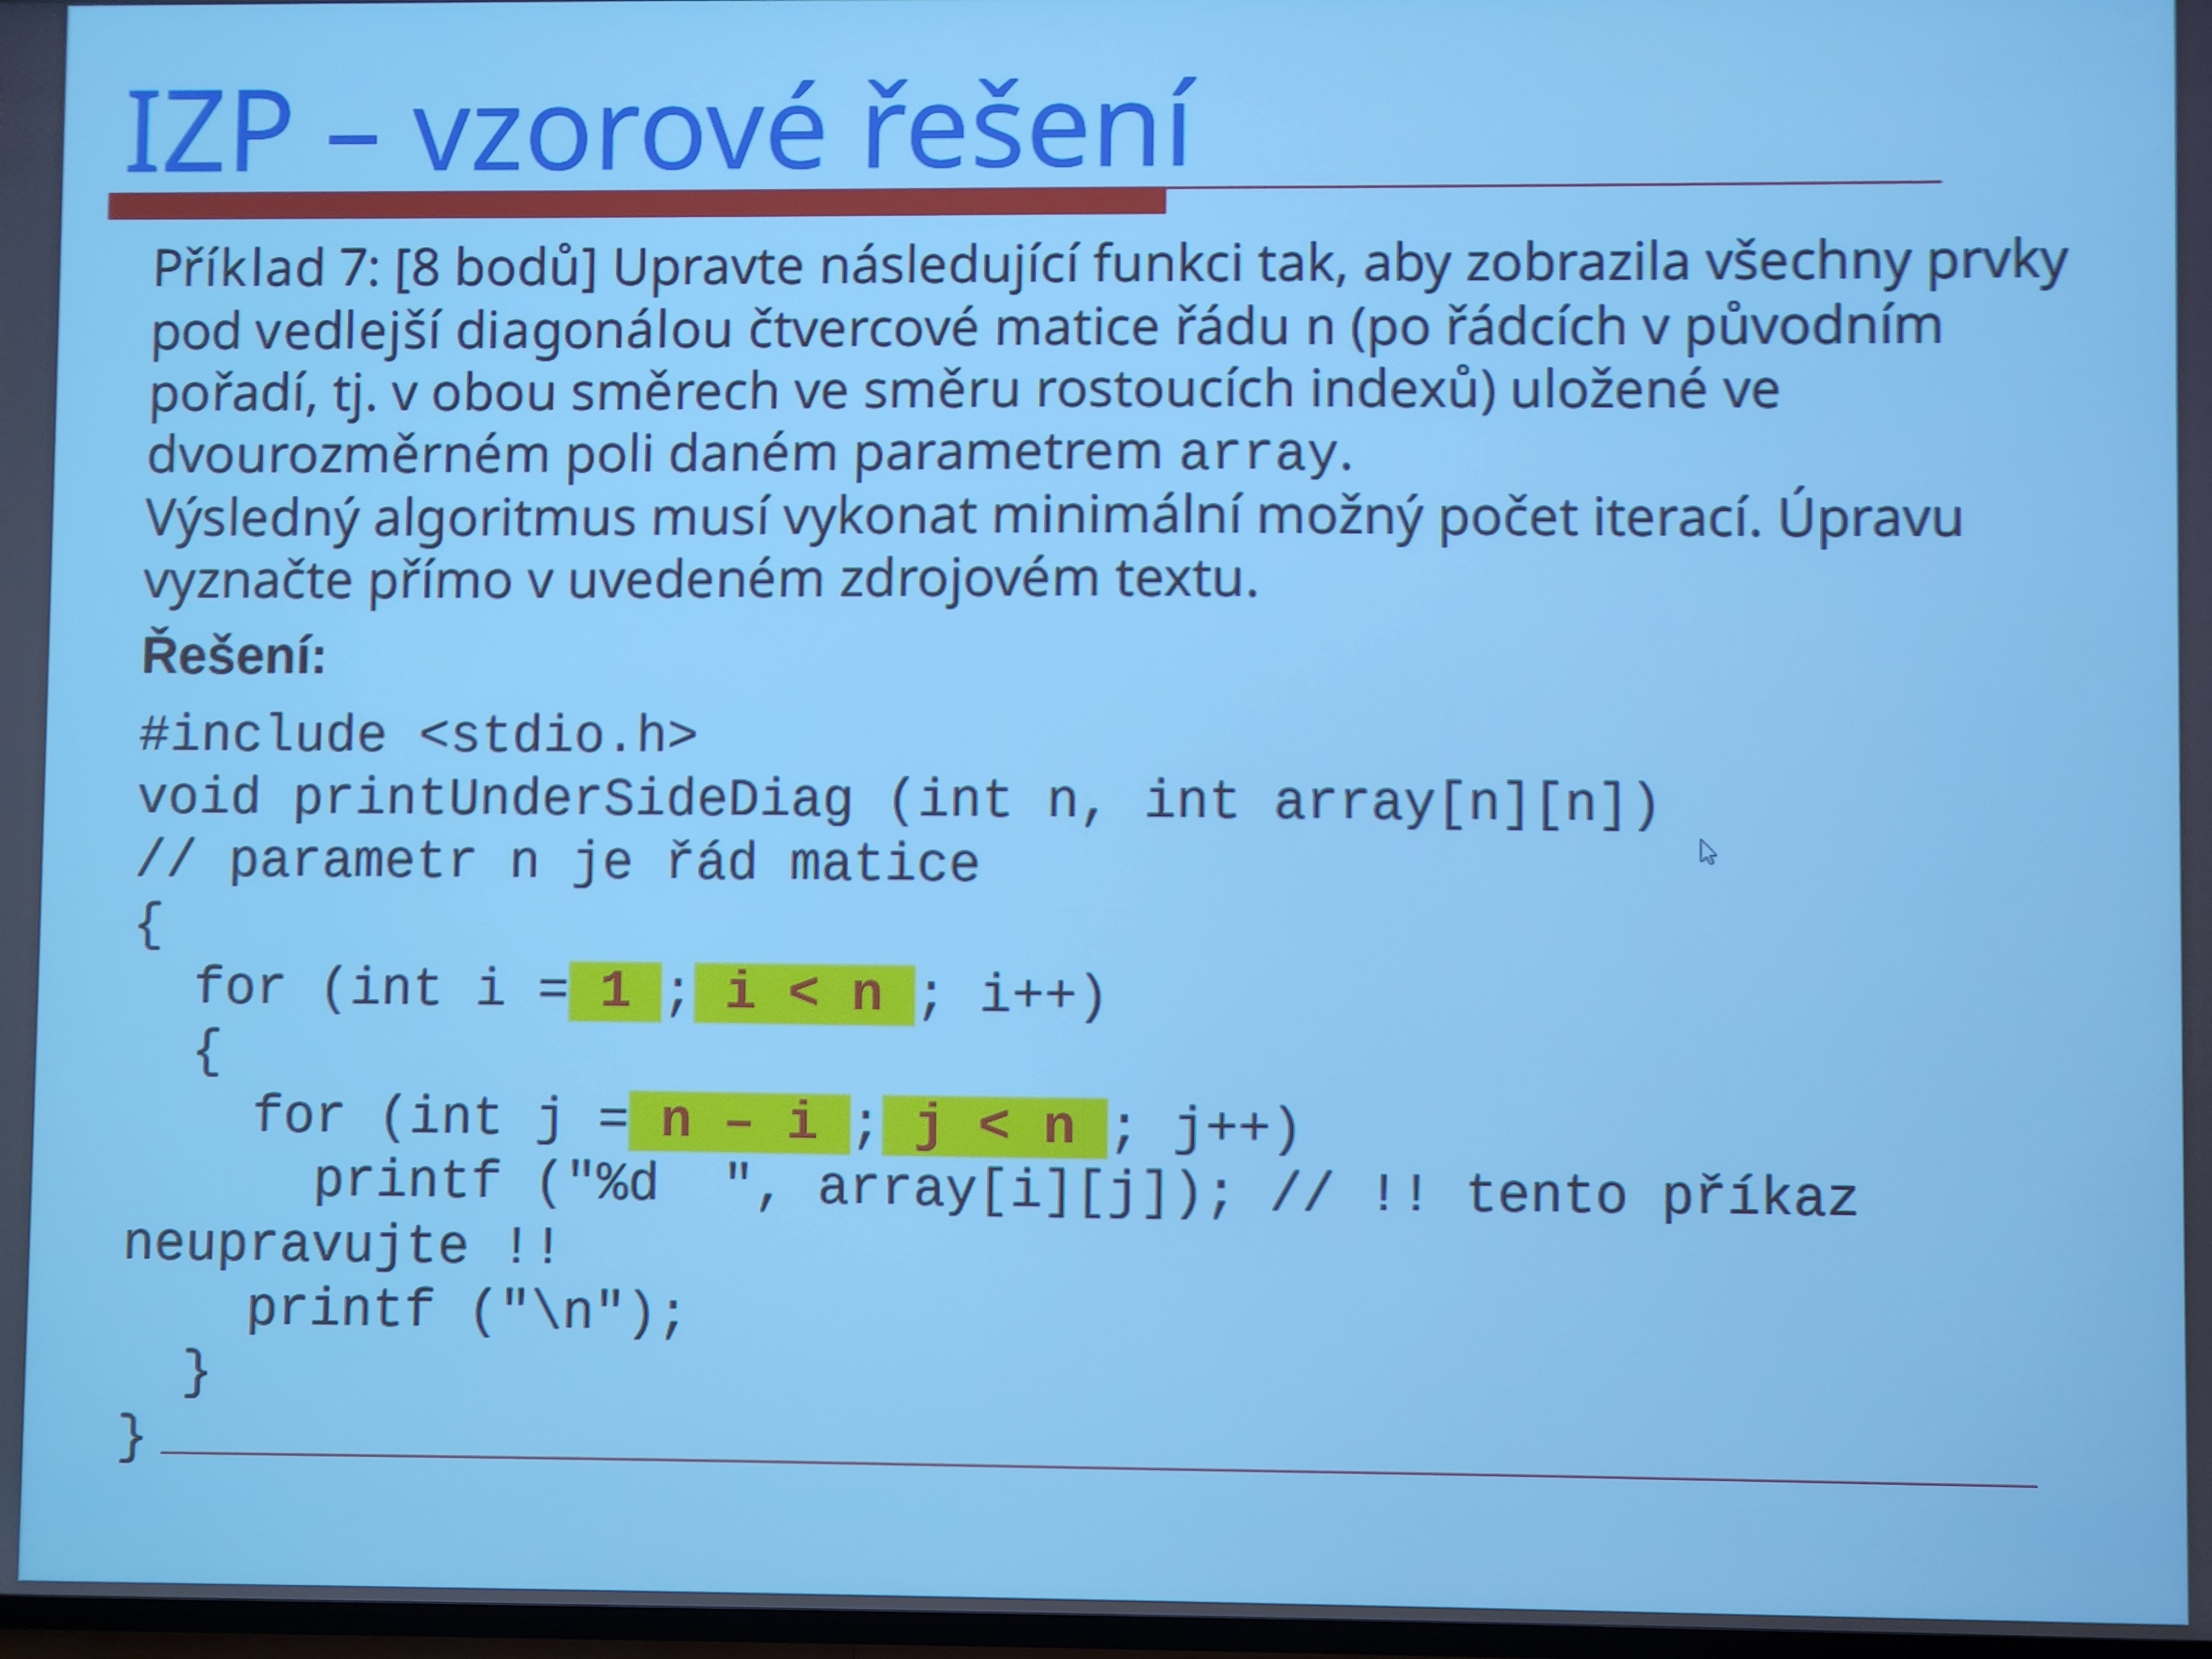 IZP – vzorové řešení
Příklad 7: [8 bodů] Upravte následující funkci tak, aby zobrazila všechny prvky
pod vedlejší diagonálou čtvercové matice řádu n (po řádcích v původním
pořadí, tj. v obou směrech ve směru rostoucích indexů) uložené ve
dvourozměrném poli daném parametrem array.
Výsledný algoritmus musí vykonat minimální možný počet iterací. Úpravu
vyznačte přímo v uvedeném zdrojovém textu.
Řešení:
#include <stdio.h>
void printUnderSideDiag (int n, int array[n][n])
// parametr n je řád matice
{
for (int i = 1 ; i < n ; i++)
{
for (int j = n – i ; j < n ; j++)
printf ("%d  ", array[i][j]); // !! tento příkaz
neupravujte !!
printf ("\n");
}
}